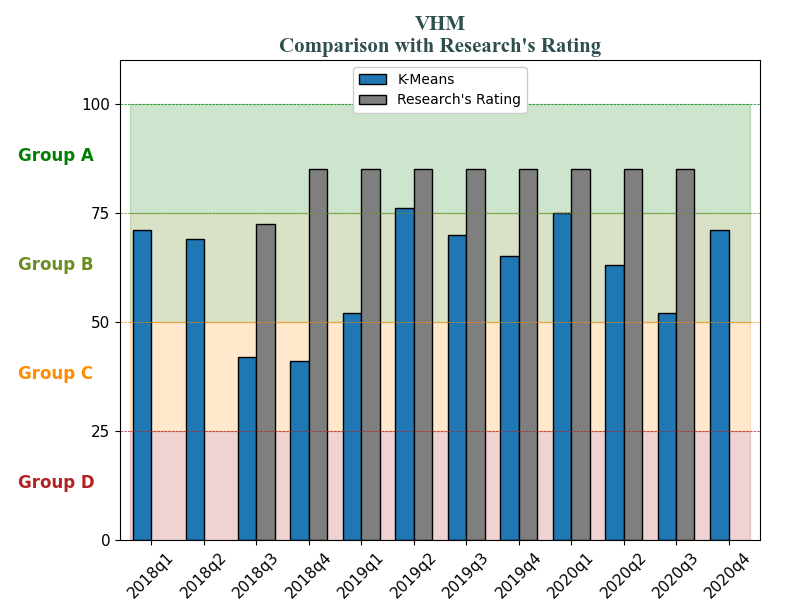 VHM
Comparison with Research's Rating
K-Means
Research's Rating
100
Group A
75
Group B
50
Group C
25
Group D
0
2018q1
2018q2
2018q3
2018q4
2019q1
2019q2
2019q3
2019q4
2020q1
2020q2
2020q3
2020q4